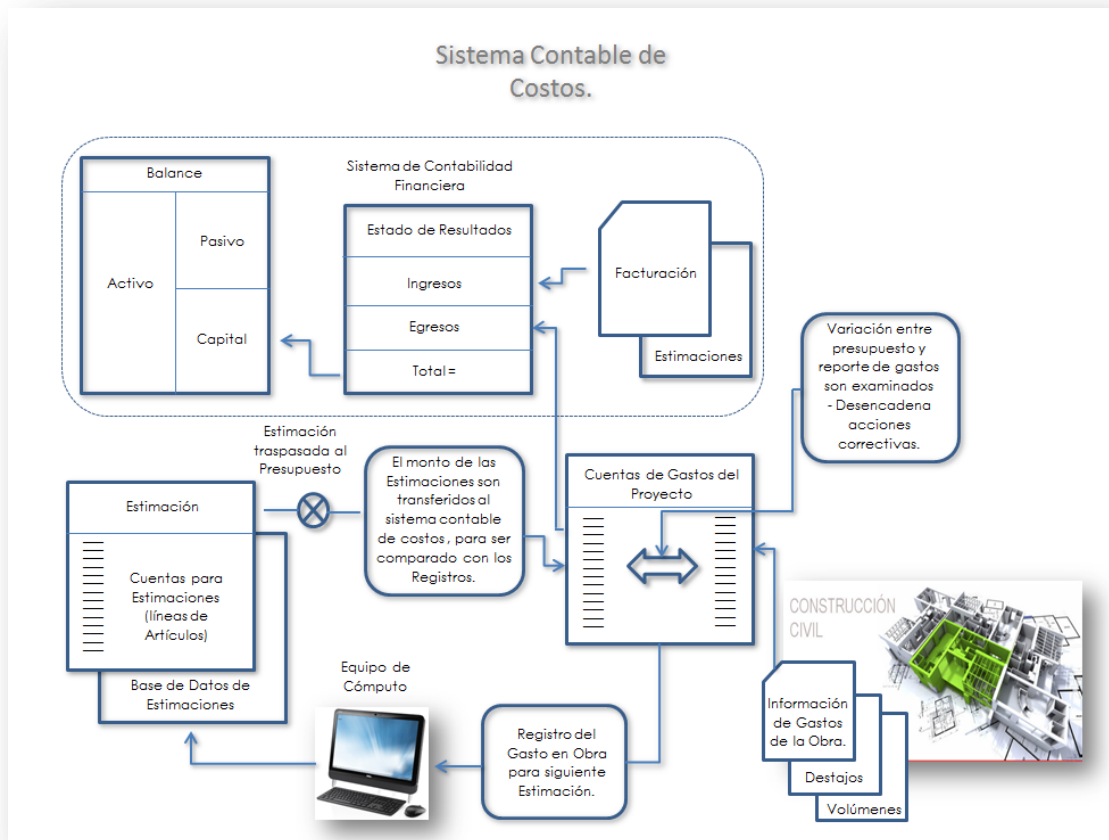 Sistema Contable de
Costos.
Balance
Activo
Pasivo
Capital
Sistema de Contabilidad
Financiera
Estado de Resultados
Ingresos
Egresos
Total =
Facturación
Estimaciones
Variación entre
presupuesto y
reporte de gastos
son examinados
- Desencadena
acciones
correctivas.
Estimación
traspasada al
Presupuesto
El monto de las
Estimaciones son
transferidos al
sistema contable
de costos, para ser
comparado con los
Registros.
Cuentas de Gastos del
Proyecto
Estimación
Cuentas para
Estimaciones
(líneas de
Artículos)
Base de Datos de
Estimaciones
Equipo de
Cómputo
Registro del
Gasto en Obra
para siguiente
Estimación.
CONSTRUCCIÓN
CIVIL
Información
de Gastos
de la Obra.
Destajos
Volúmenes